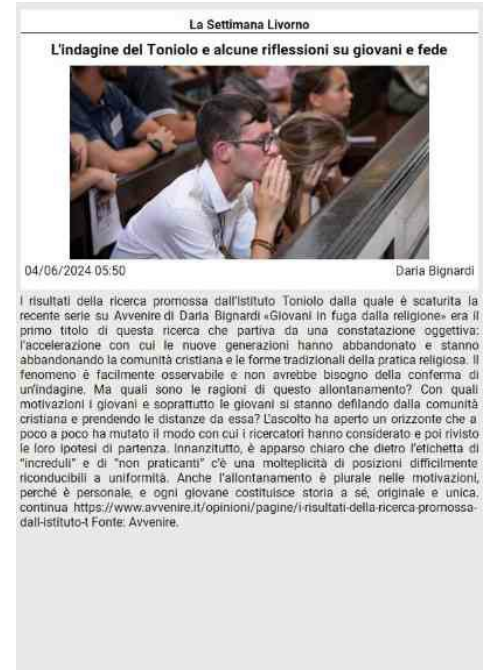 La Settimana Livorno
L'indagine del Toniolo e alcune riflessioni su giovani e fede
04/06/2024 05:50
Daria Bignardi
I risultati della ricerca promossa dall'Istituto Toniolo dalla quale è scaturita la
recente serie su Avvenire di Daria Bignardi «Giovani in fuga dalla religione» era il
primo titolo di questa ricerca che partiva da una constatazione oggettiva:
l'accelerazione con cui le nuove generazioni hanno abbandonato e stanno
abbandonando la comunità cristiana e le forme tradizionali della pratica religiosa. Il
fenomeno è facilmente osservabile e non avrebbe bisogno della conferma di
un'indagine. Ma quali sono le ragioni di questo allontanamento? Con quali
motivazioni i giovani e soprattutto le giovani si stanno defilando dalla comunità
cristiana e prendendo le distanze da essa? L'ascolto ha aperto un orizzonte che a
poco a poco ha mutato il modo con cui i ricercatori hanno considerato e poi rivisto
le loro ipotesi di partenza. Innanzitutto, è apparso chiaro che dietro l'etichetta di
"increduli" e di "non praticanti" c'è una molteplicità di posizioni difficilmente
riconducibili a uniformità. Anche l'allontanamento è plurale nelle motivazioni,
perché è personale, e ogni giovane costituisce storia a sé, originale e unica.
continua https://www.avvenire.it/opinioni/pagine/i-risultati-della-ricerca-promossa-
dall-istituto-t Fonte: Avvenire.